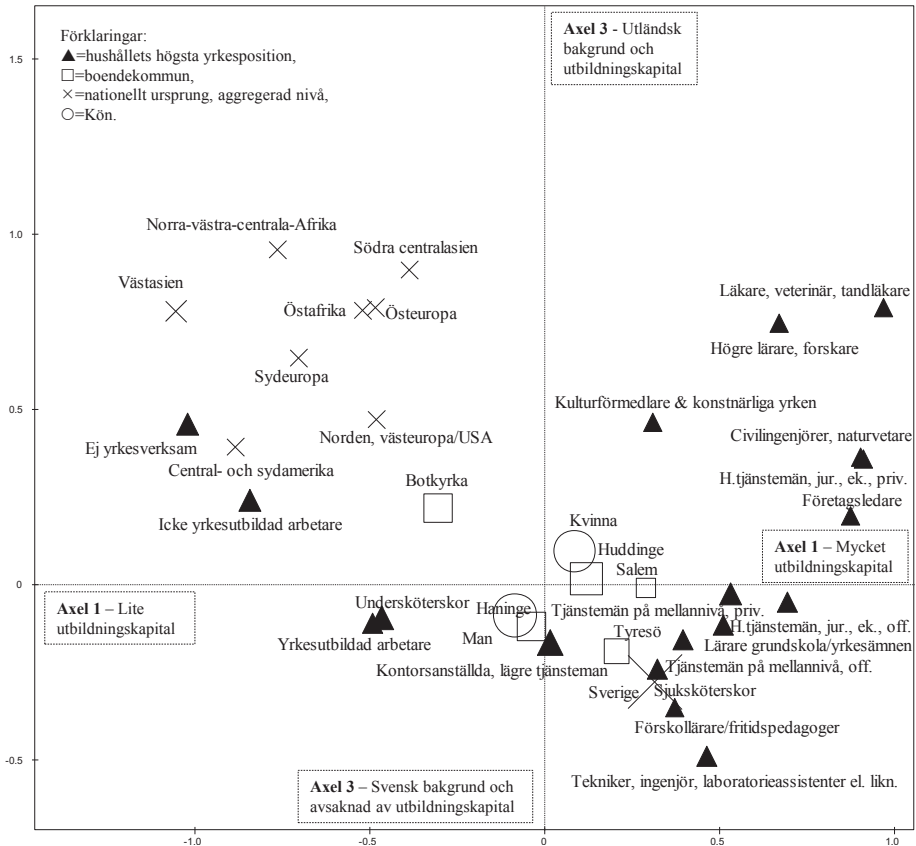 Förklaringar:
▲=hushållets högsta yrkesposition,
□=boendekommun,
×=nationellt ursprung, aggregerad nivå,
○=Kön.
Axel 3 - Utländsk
bakgrund och
utbildningskapital
1.5
1.0
0.5
0
-0.5
Norra-västra-centrala-Afrika
Södra centralasien
Västasien
Östafrika
Östeuropa
Sydeuropa
Norden, västeuropa/USA
Ej yrkesverksam
Central- och sydamerika
Icke yrkesutbildad arbetare
Botkyrka
Läkare, veterinär, tandläkare
Högre lärare, forskare
Kulturförmedlare & konstnärliga yrken
Civilingenjörer, naturvetare
H.tjänstemän, jur., ek., priv.
Företagsledare
Kvinna
Huddinge
Salem
Axel 1 – Mycket
utbildningskapital
Axel 1 – Lite
utbildningskapital
Undersköterskor
Yrkesutbildad arbetare
Haninge
Man
Tjänstemän på mellannivå, priv.
Tyresö
H.tjänstemän, jur., ek., off.
Lärare grundskola/yrkesämnen
Kontorsanställda, lägre tjänsteman
Tjänstemän på mellannivå, off.
Sverige
Sjuksköterskor
Förskollärare/fritidspedagoger
Tekniker, ingenjör, laboratorieassistenter el. likn.
Axel 3 – Svensk bakgrund och
avsaknad av utbildningskapital
-1.0
-0.5
0
0.5
1.0